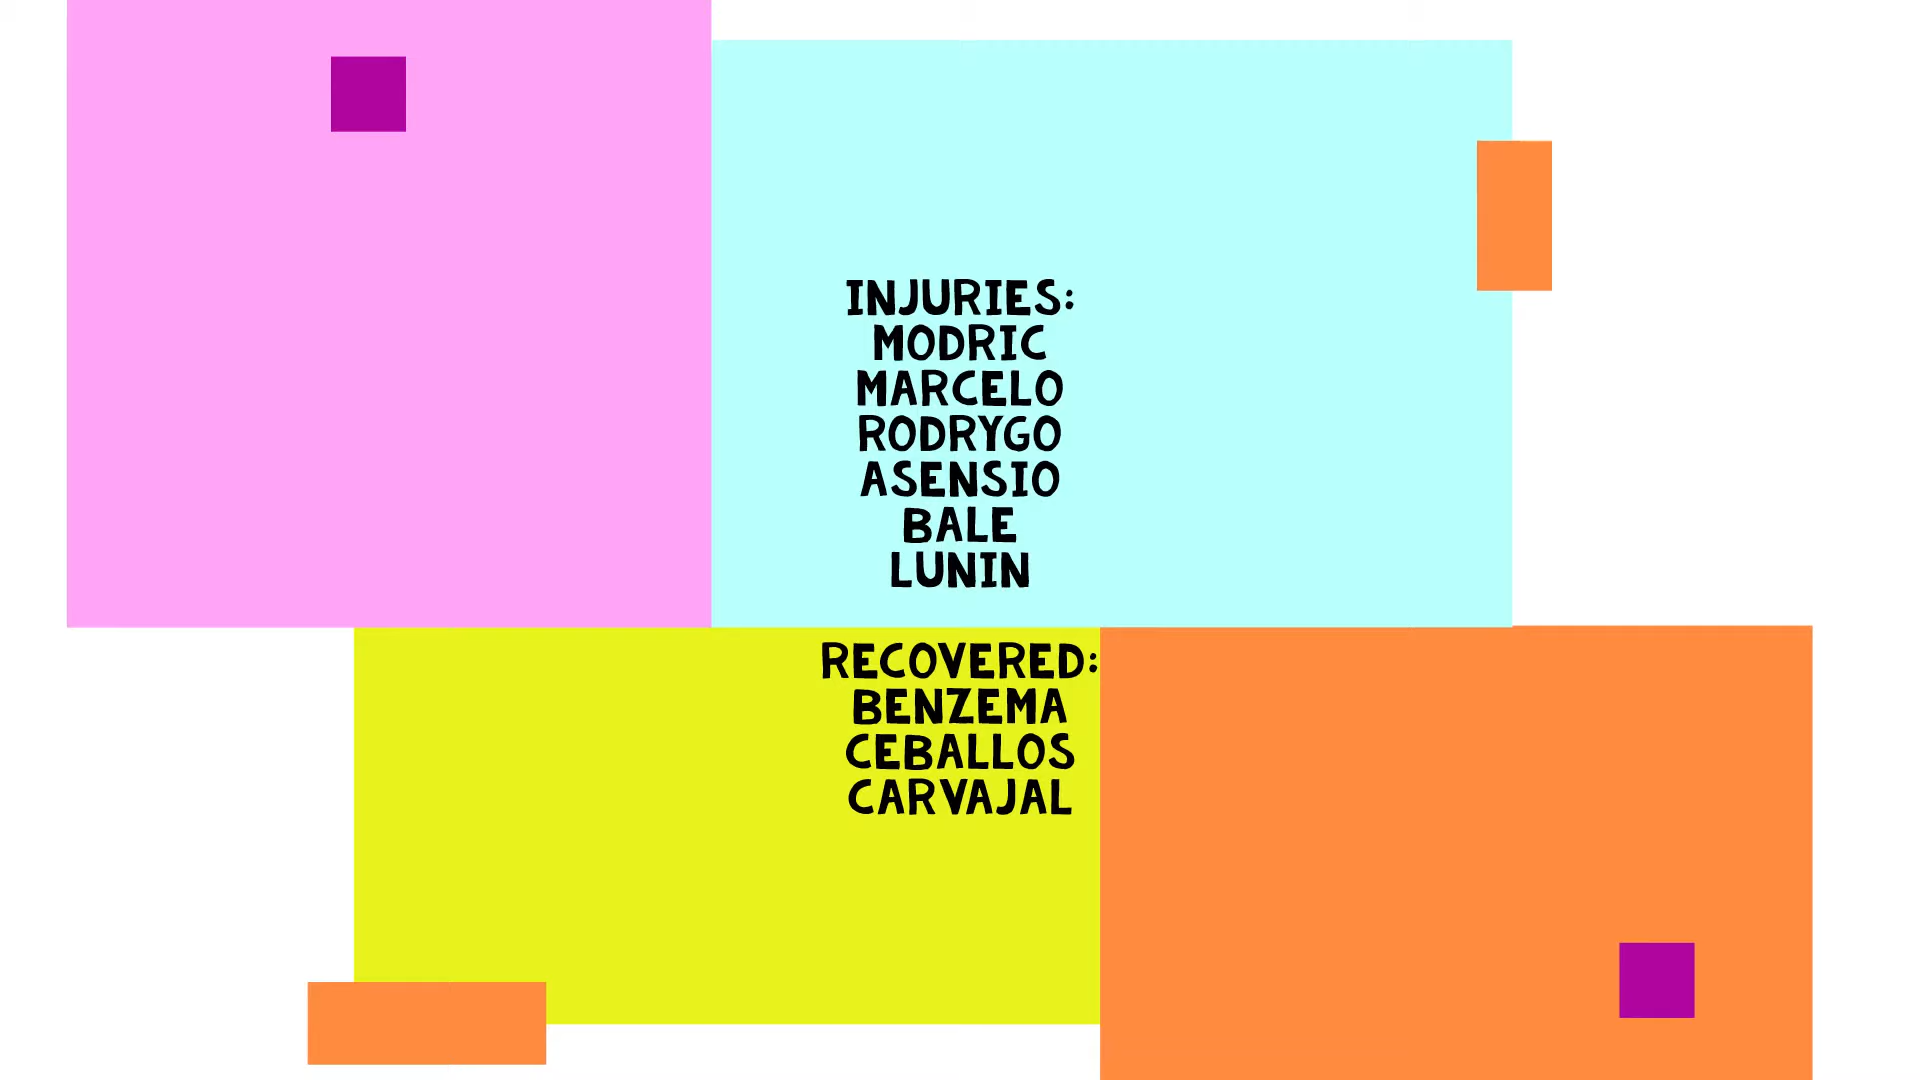 INJURIES:
MODRIC
MARCELO
RODRYGO
ASENSIO
BALE
LUNIN
RECOVERED:
BENZEMA
CEBALLOS
CARVAJAL